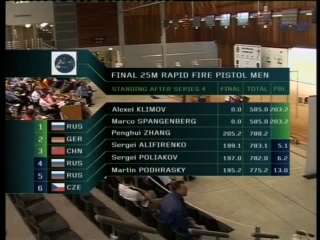 FINAL 25M RAPID FIRE PISTOL MEN
STANDING AFTER SERIES 4 FINAL TOTAL PBL
1 RUS Alexei KLIMOV 0.0 585.0 203.2
2 GER Marco SPANGENBERG 0.0 585.0 203.2
3 CHN Penghui ZHANG 205.2 788.2
4 RUS Sergei ALIFIRENKO 199.1 783.1 5.1
5 RUS Sergei POLIAKOV 197.0 782.0 6.2
6 CZE Martin PODHRASKY 195.2 775.2 13.0